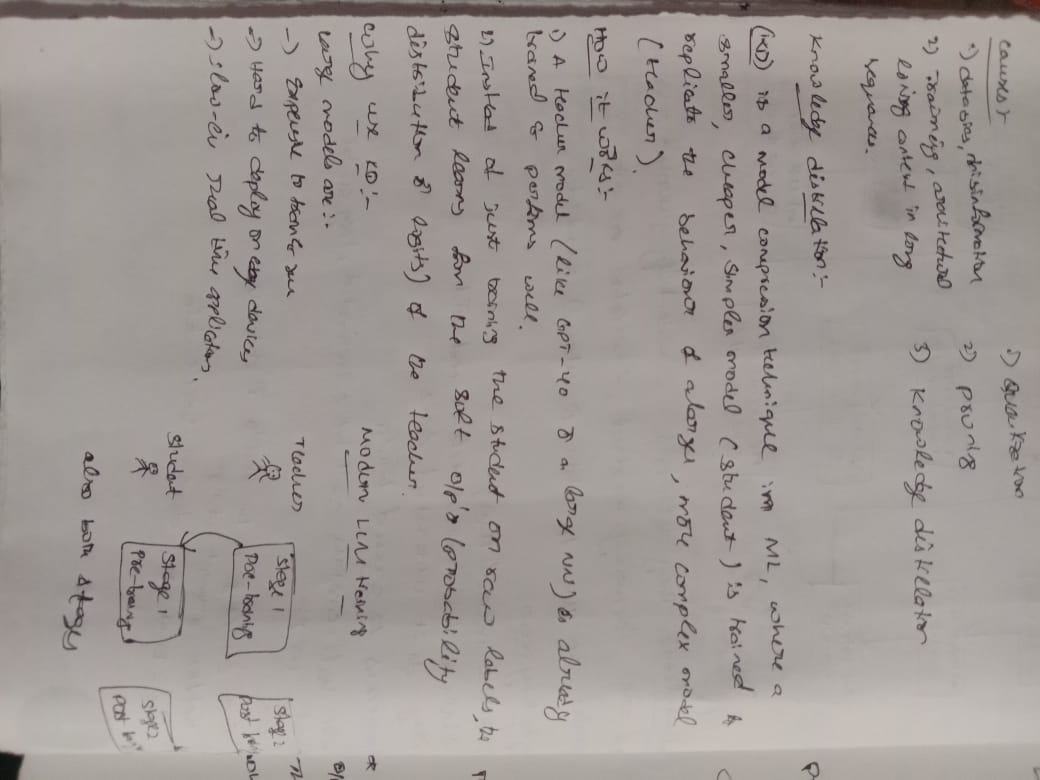 Causes:
1) data bias, misinformation
2) Training, architectural
losing context in long
sequences.
1) Quantization
2) pruning
3) Knowledge distillation
Knowledge distillation:-
(KD) is a model compression technique in ML, where a
smaller, cheaper, simpler model (student) is trained to
replicate the behaviour of a larger, more complex model
(teacher).
How it works:-
1) A teacher model (like GPT-4o or a large NN) is already
trained & performs well.
2) Instead of just training the student on raw labels, the
student learns from the soft o/p's (probability
distribution or logits) of the teacher.
Why use KD:-
Large models are:-
-> Expensive to train & run
-> Hard to deploy on edge devices
-> slow in real time applications.
Modern LLM training
Teacher
Stage 1
Pre-training
Stage 2
post
student
Stage 1
Pre-training
Stage 2
post
also both stages